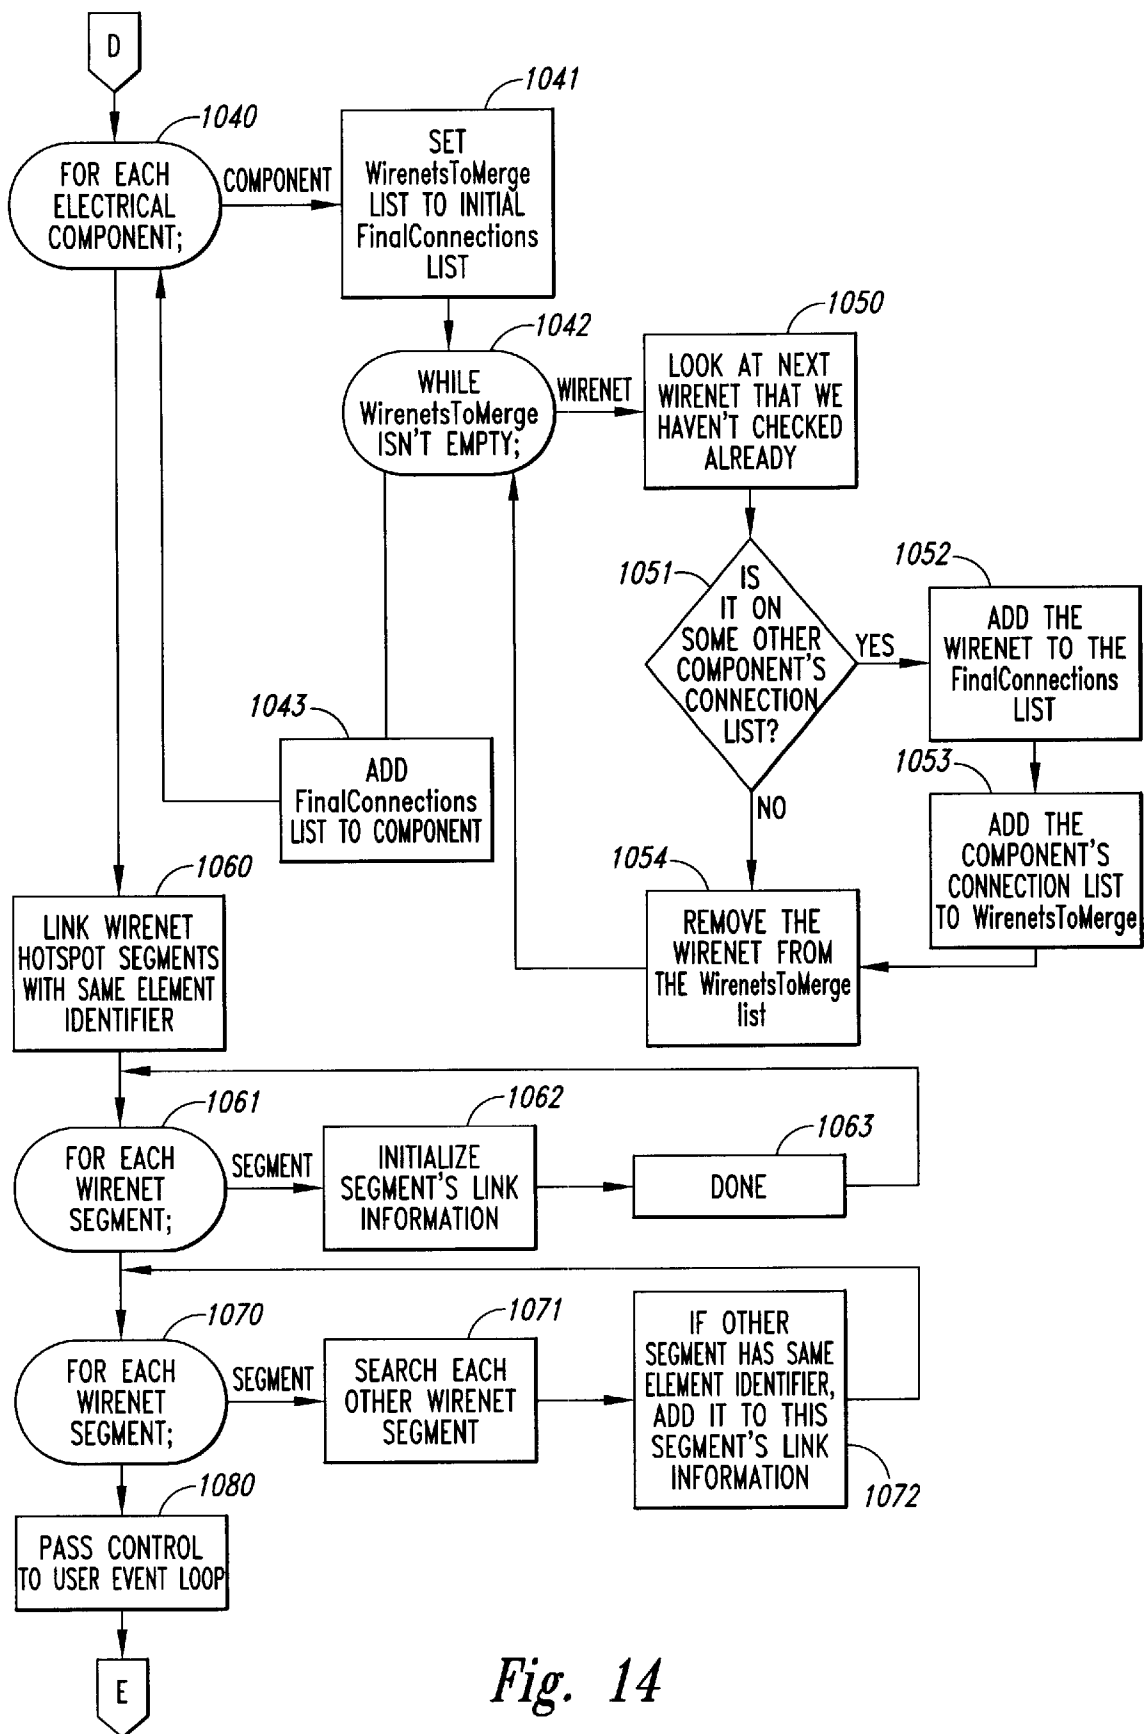 D
1040
FOR EACH
ELECTRICAL
COMPONENT;
COMPONENT
1041
SET
WirenetsToMerge
LIST TO INITIAL
FinalConnections
LIST
1042
WHILE
WirenetsToMerge
ISN'T EMPTY;
WIRENET
1050
LOOK AT NEXT
WIRENET THAT WE
HAVEN'T CHECKED
ALREADY
1051
IS
IT ON
SOME OTHER
COMPONENT'S
CONNECTION
LIST?
YES
NO
1052
ADD THE
WIRENET TO THE
FinalConnections
LIST
1053
ADD THE
COMPONENT'S
CONNECTION LIST
TO WirenetsToMerge
1054
REMOVE THE
WIRENET FROM
THE WirenetsToMerge
list
1043
ADD
FinalConnections
LIST TO COMPONENT
1060
LINK WIRENET
HOTSPOT SEGMENTS
WITH SAME ELEMENT
IDENTIFIER
1061
FOR EACH
WIRENET
SEGMENT;
SEGMENT
1062
INITIALIZE
SEGMENT'S LINK
INFORMATION
1063
DONE
1070
FOR EACH
WIRENET
SEGMENT;
SEGMENT
1071
SEARCH EACH
OTHER WIRENET
SEGMENT
IF OTHER
SEGMENT HAS SAME
ELEMENT IDENTIFIER,
ADD IT TO THIS
SEGMENT'S LINK
INFORMATION
1072
1080
PASS CONTROL
TO USER EVENT LOOP
E
Fig. 14